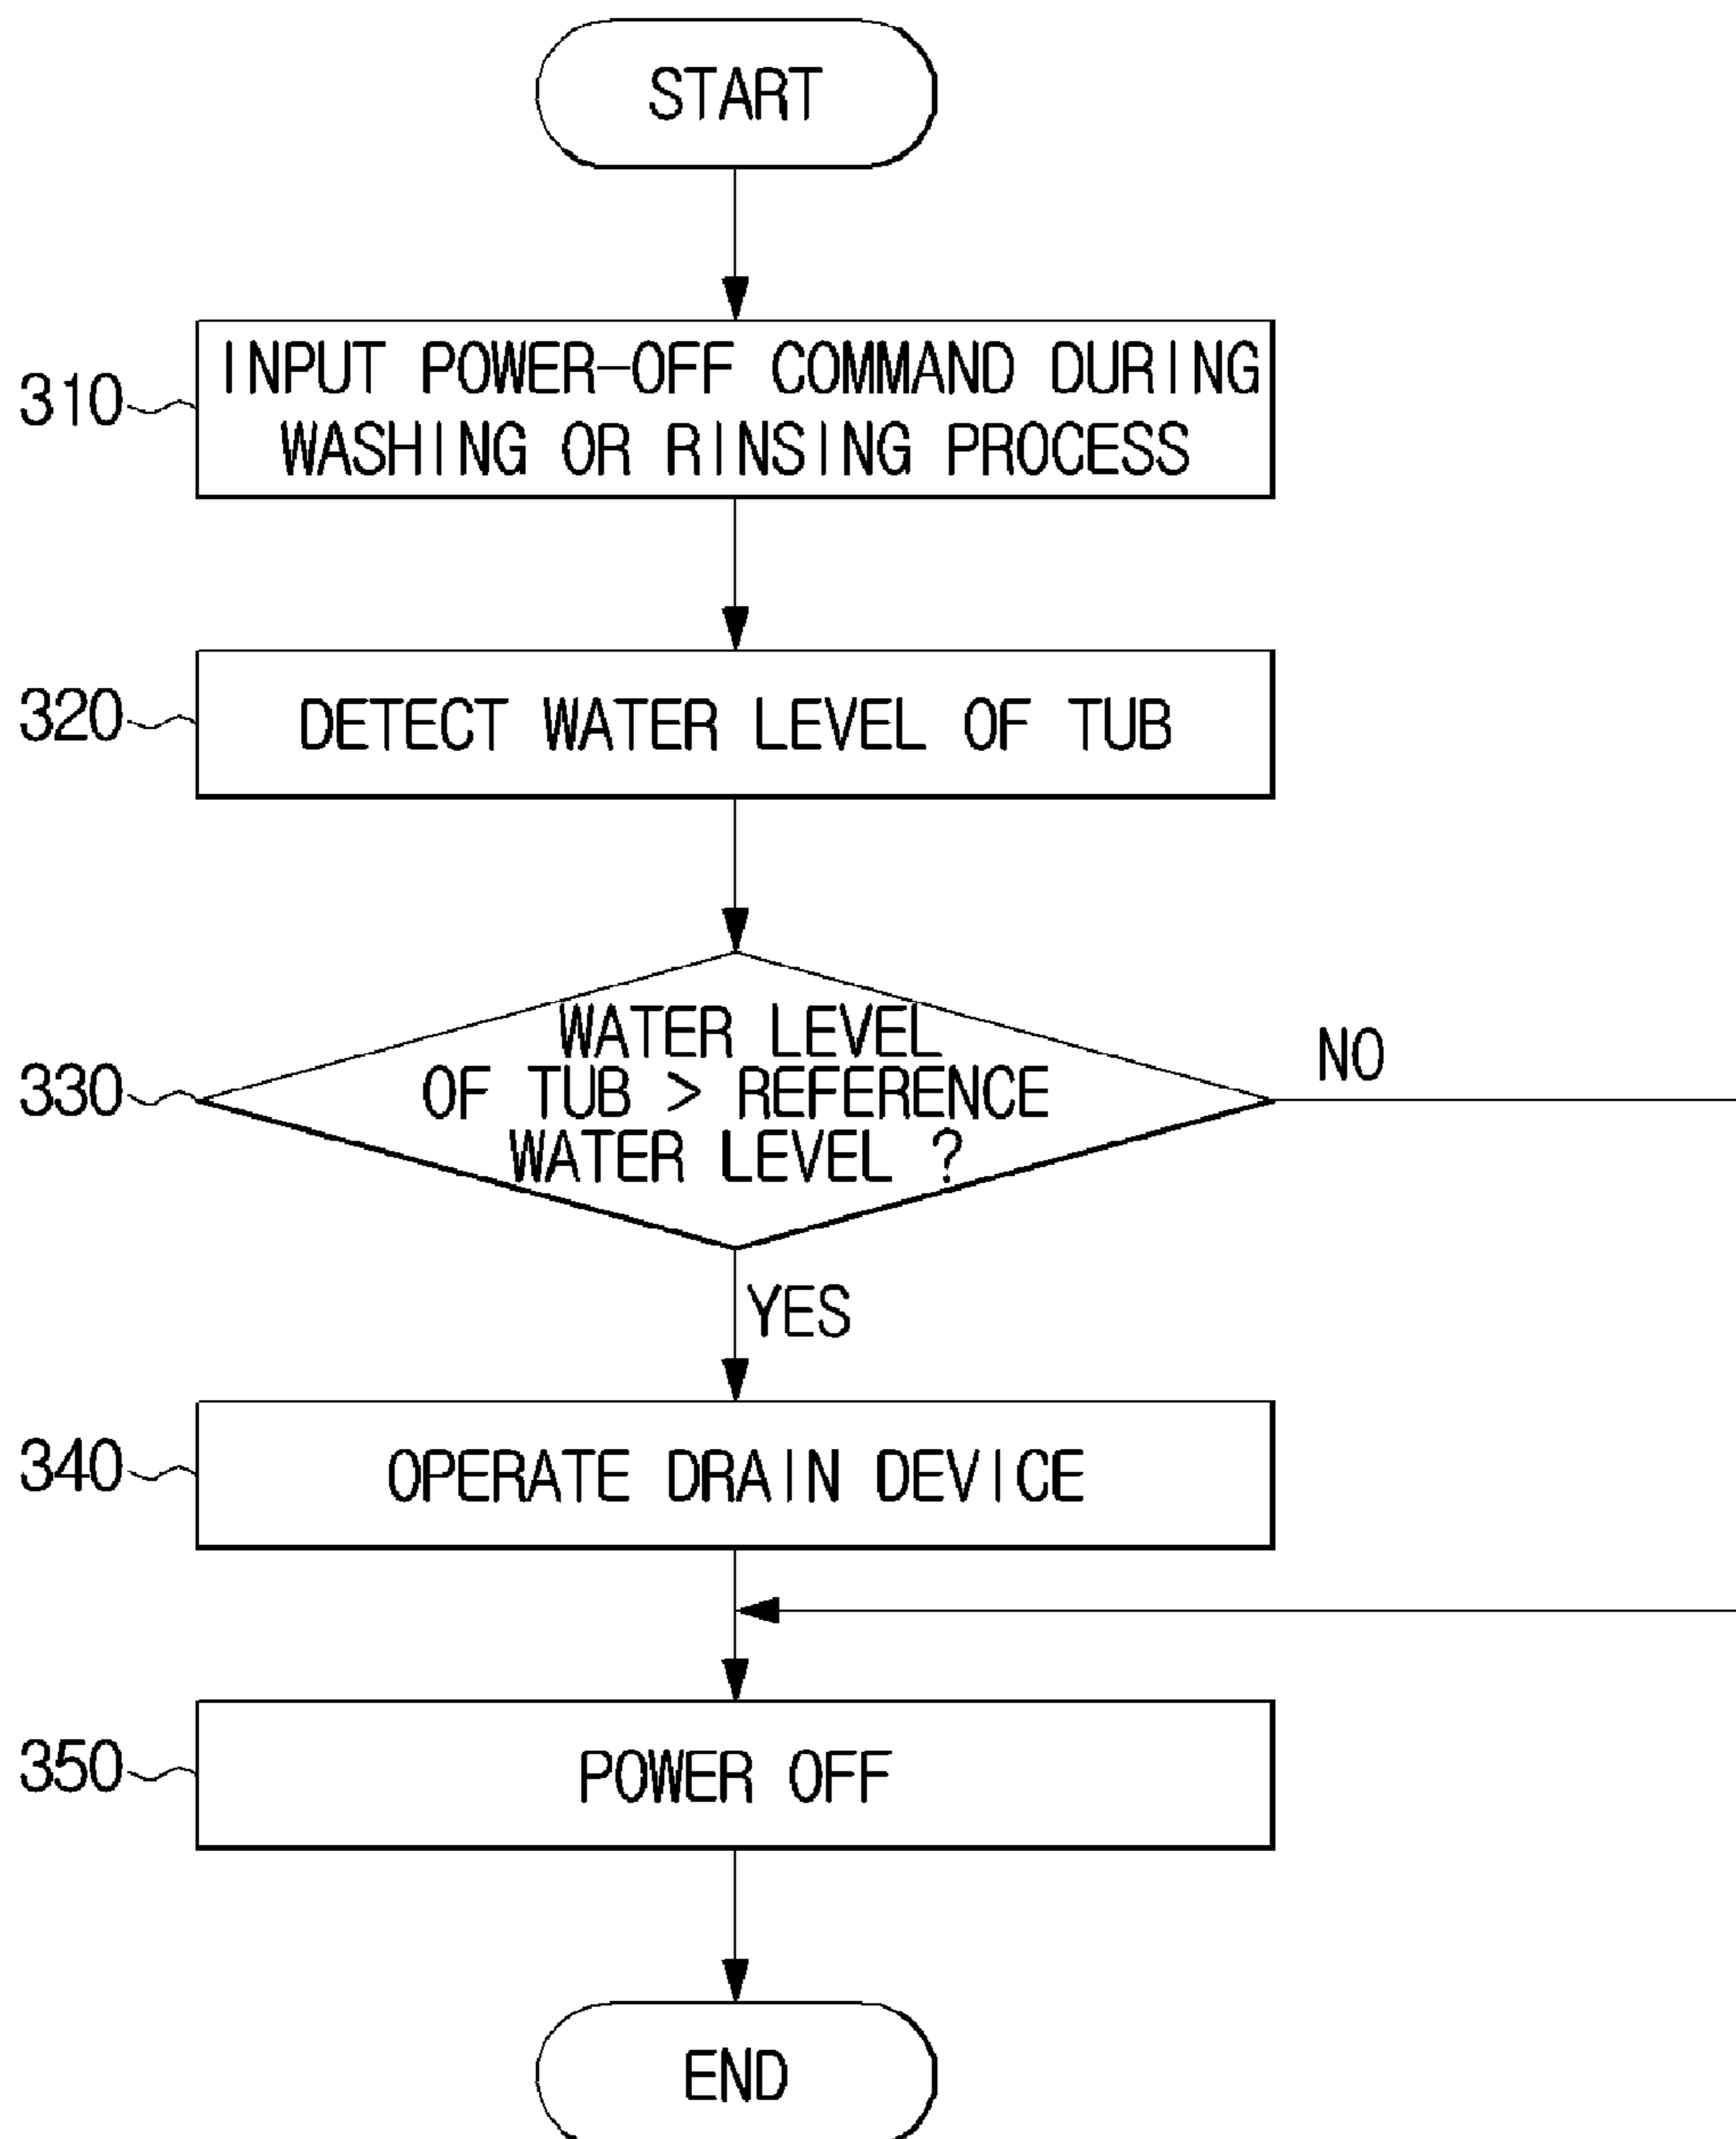 START
310
INPUT POWER-OFF COMMAND DURING
WASHING OR RINSING PROCESS
320
DETECT WATER LEVEL OF TUB
330
WATER LEVEL
OF TUB > REFERENCE
WATER LEVEL ?
NO
YES
340
OPERATE DRAIN DEVICE
350
POWER OFF
END